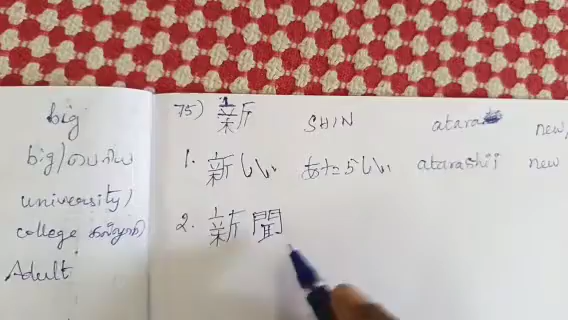 big
big/பெரிய
university/
college கல்லூரி
Adult
75) 新 SHIN atara new,
1. 新しい あたらしい atarashii new
2. 新聞